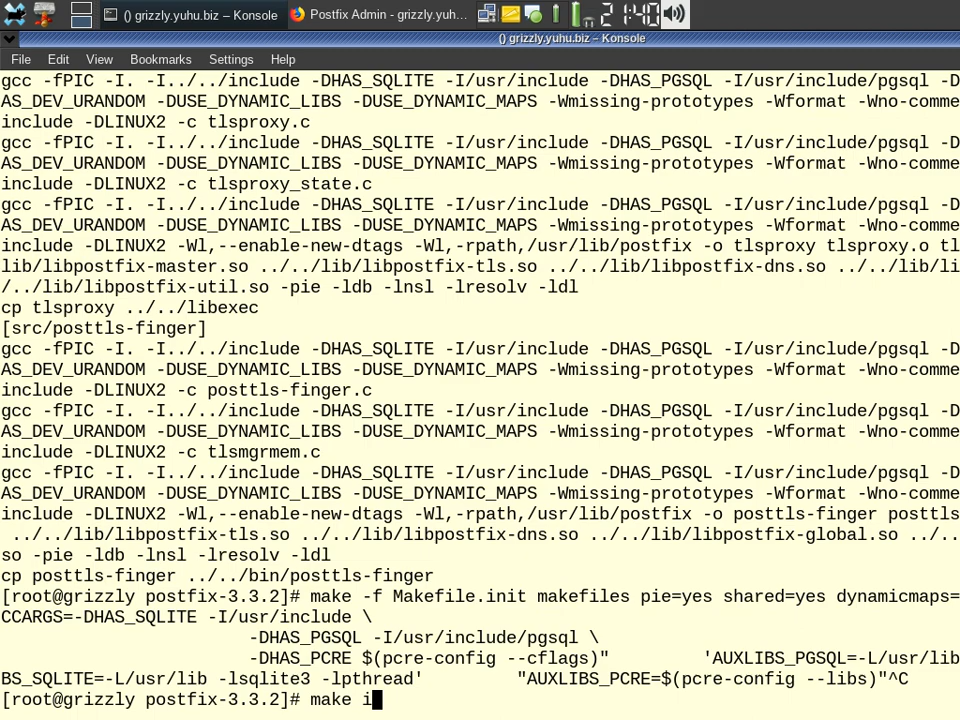 () grizzly.yuhu.biz – Konsole
Postfix Admin - grizzly.yuh...
21:40
() grizzly.yuhu.biz – Konsole
File Edit View Bookmarks Settings Help
gcc -fPIC -I. -I../../include -DHAS_SQLITE -I/usr/include -DHAS_PGSQL -I/usr/include/pgsql -D
AS_DEV_URANDOM -DUSE_DYNAMIC_LIBS -DUSE_DYNAMIC_MAPS -Wmissing-prototypes -Wformat -Wno-comme
include -DLINUX2 -c tlsproxy.c
gcc -fPIC -I. -I../../include -DHAS_SQLITE -I/usr/include -DHAS_PGSQL -I/usr/include/pgsql -D
AS_DEV_URANDOM -DUSE_DYNAMIC_LIBS -DUSE_DYNAMIC_MAPS -Wmissing-prototypes -Wformat -Wno-comme
include -DLINUX2 -c tlsproxy_state.c
gcc -fPIC -I. -I../../include -DHAS_SQLITE -I/usr/include -DHAS_PGSQL -I/usr/include/pgsql -D
AS_DEV_URANDOM -DUSE_DYNAMIC_LIBS -DUSE_DYNAMIC_MAPS -Wmissing-prototypes -Wformat -Wno-comme
include -DLINUX2 -Wl,--enable-new-dtags -Wl,-rpath,/usr/lib/postfix -o tlsproxy tlsproxy.o tl
lib/libpostfix-master.so ../../lib/libpostfix-tls.so ../../lib/libpostfix-dns.so ../../lib/li
/../lib/libpostfix-util.so -pie -ldb -lnsl -lresolv -ldl
cp tlsproxy ../../libexec
[src/posttls-finger]
gcc -fPIC -I. -I../../include -DHAS_SQLITE -I/usr/include -DHAS_PGSQL -I/usr/include/pgsql -D
AS_DEV_URANDOM -DUSE_DYNAMIC_LIBS -DUSE_DYNAMIC_MAPS -Wmissing-prototypes -Wformat -Wno-comme
include -DLINUX2 -c posttls-finger.c
gcc -fPIC -I. -I../../include -DHAS_SQLITE -I/usr/include -DHAS_PGSQL -I/usr/include/pgsql -D
AS_DEV_URANDOM -DUSE_DYNAMIC_LIBS -DUSE_DYNAMIC_MAPS -Wmissing-prototypes -Wformat -Wno-comme
include -DLINUX2 -c tlsmgrmem.c
gcc -fPIC -I. -I../../include -DHAS_SQLITE -I/usr/include -DHAS_PGSQL -I/usr/include/pgsql -D
AS_DEV_URANDOM -DUSE_DYNAMIC_LIBS -DUSE_DYNAMIC_MAPS -Wmissing-prototypes -Wformat -Wno-comme
include -DLINUX2 -Wl,--enable-new-dtags -Wl,-rpath,/usr/lib/postfix -o posttls-finger posttls
 ../../lib/libpostfix-tls.so ../../lib/libpostfix-dns.so ../../lib/libpostfix-global.so ../..
so -pie -ldb -lnsl -lresolv -ldl
cp posttls-finger ../../bin/posttls-finger
[root@grizzly postfix-3.3.2]# make -f Makefile.init makefiles pie=yes shared=yes dynamicmaps=
CCARGS=-DHAS_SQLITE -I/usr/include \
                        -DHAS_PGSQL -I/usr/include/pgsql \
                        -DHAS_PCRE $(pcre-config --cflags)"         'AUXLIBS_PGSQL=-L/usr/lib
BS_SQLITE=-L/usr/lib -lsqlite3 -lpthread'         "AUXLIBS_PCRE=$(pcre-config --libs)"^C
[root@grizzly postfix-3.3.2]# make i